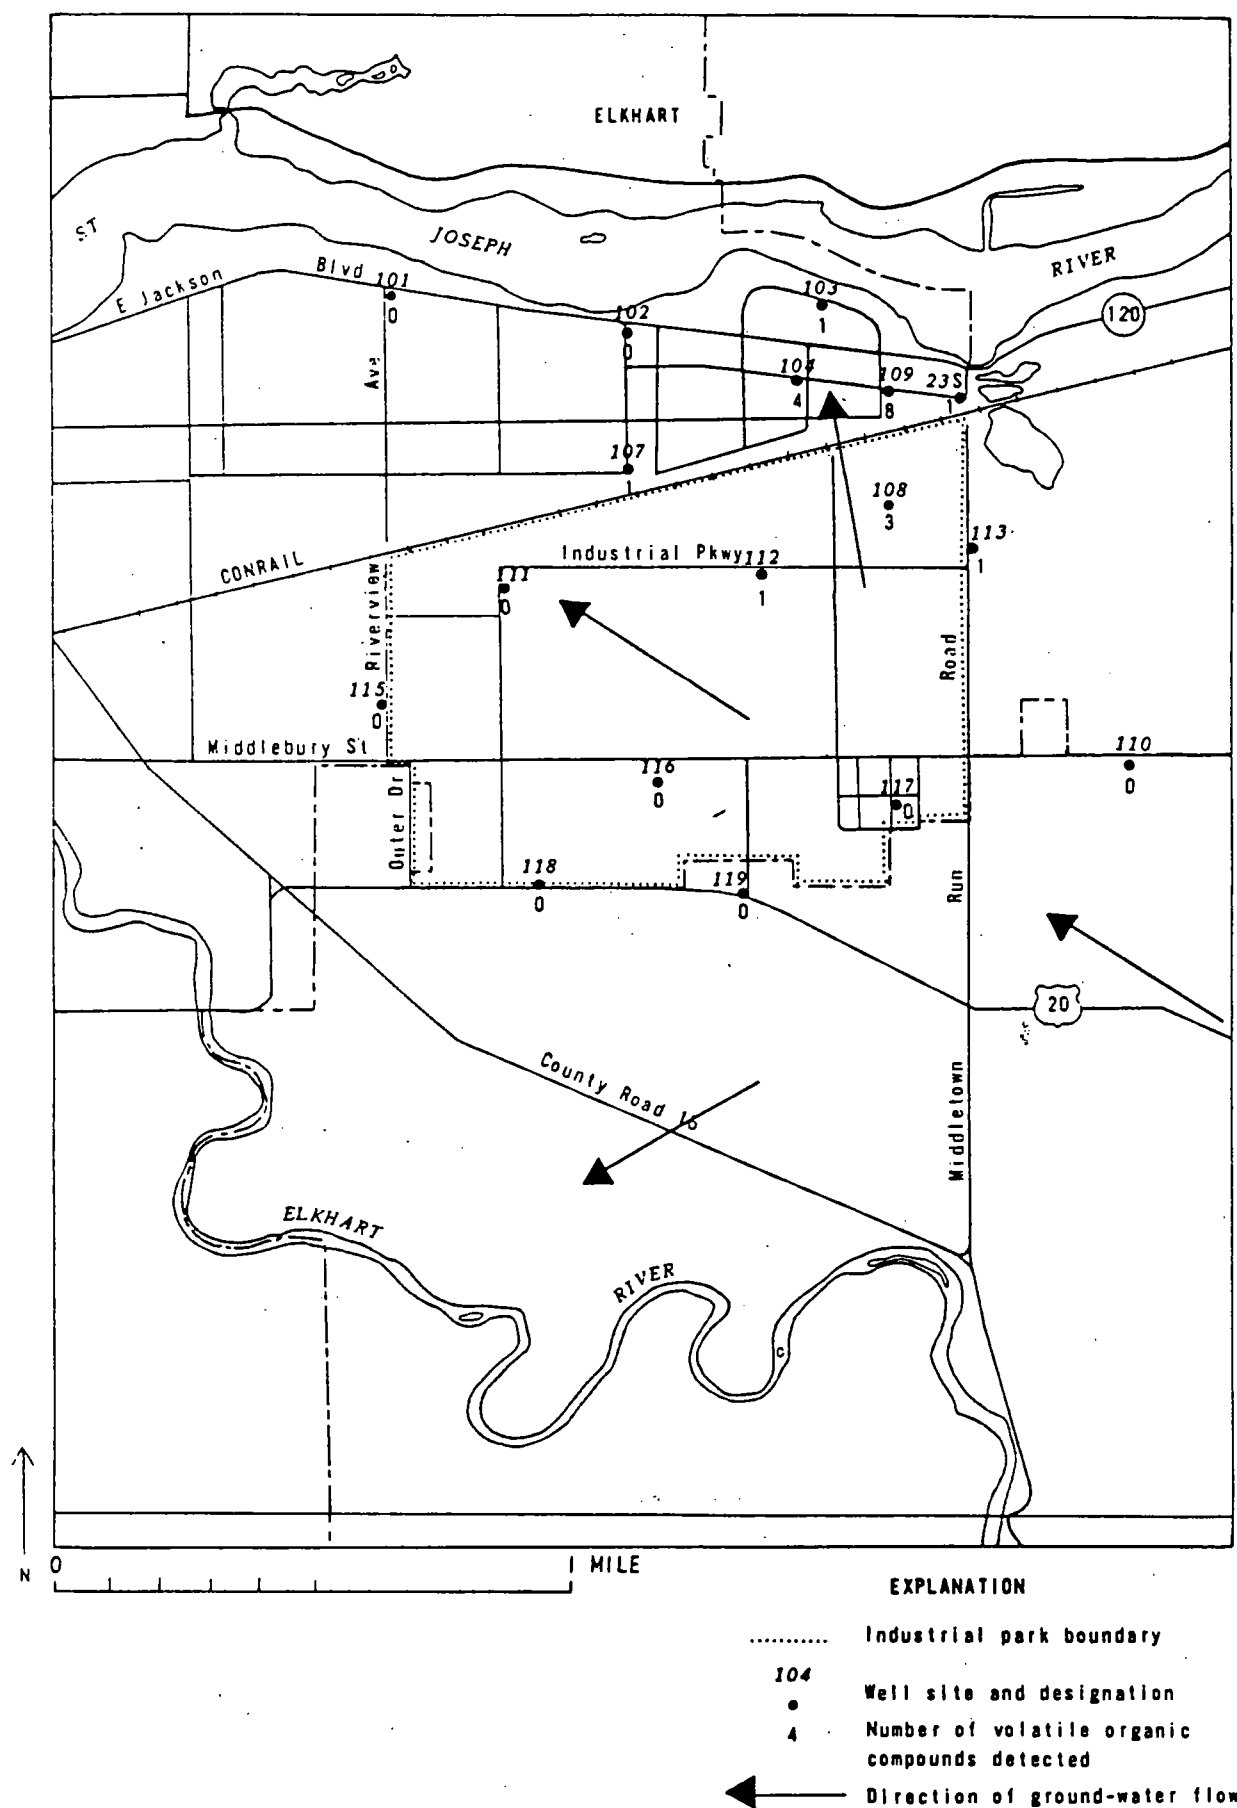 ELKHART
ST JOSEPH RIVER
E Jackson Blvd
101
0
102
0
103
1
120
104
4
109
8
23S
1
Ave
107
1
108
3
113
1
CONRAIL
Industrial Pkwy
112
1
111
0
Riverview
Road
115
0
Middlebury St
110
0
116
0
117
0
Outer Dr
118
0
119
0
Run
20
County Road 16
Middletown
ELKHART RIVER
C
N
0 1 MILE
EXPLANATION
Industrial park boundary
104
Well site and designation
4
Number of volatile organic
compounds detected
Direction of ground-water flow